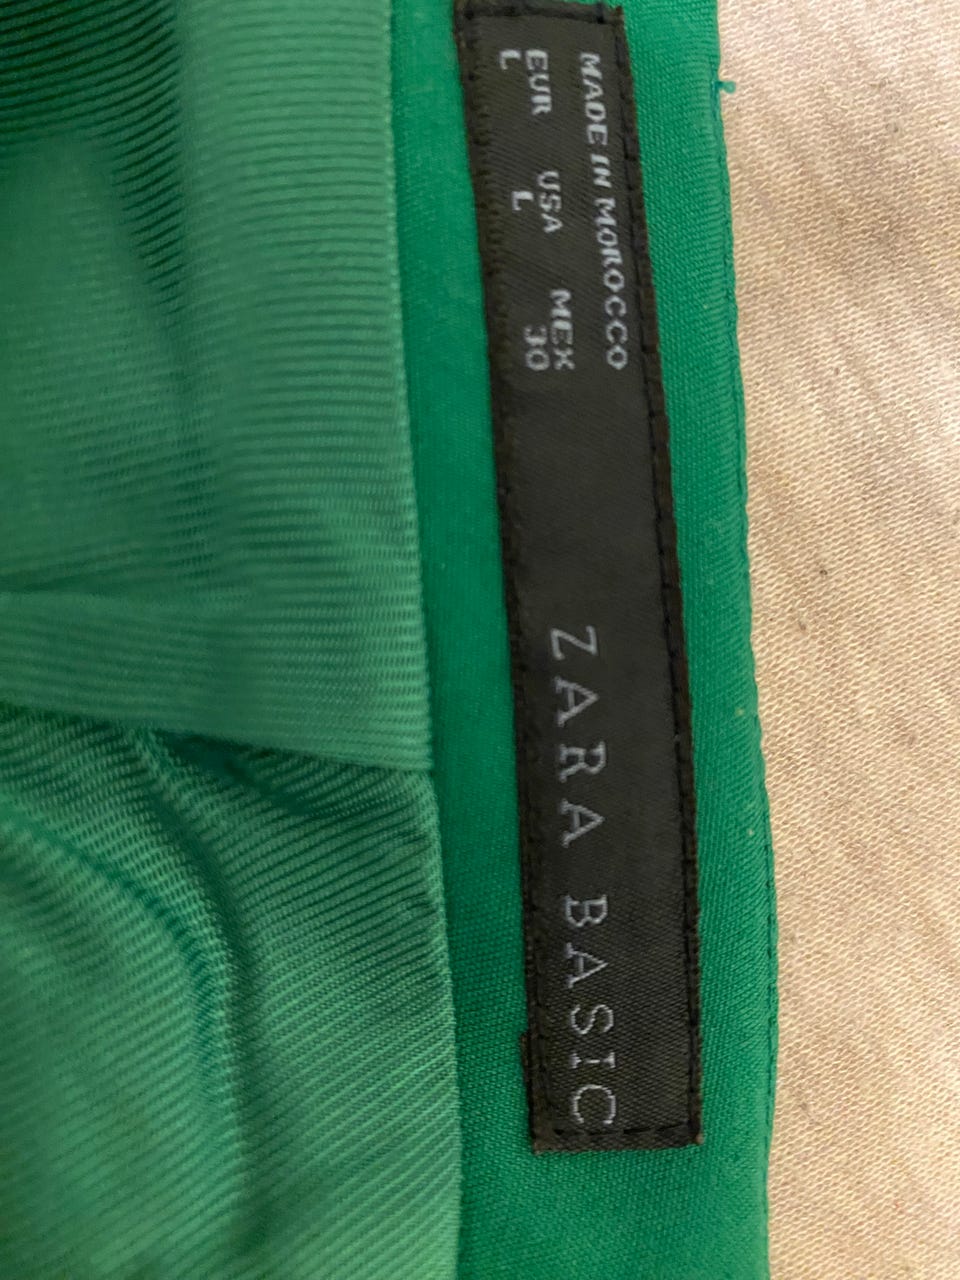 MADE IN MOROCCO
EUR USA MEX
L L 30
ZARA BASIC